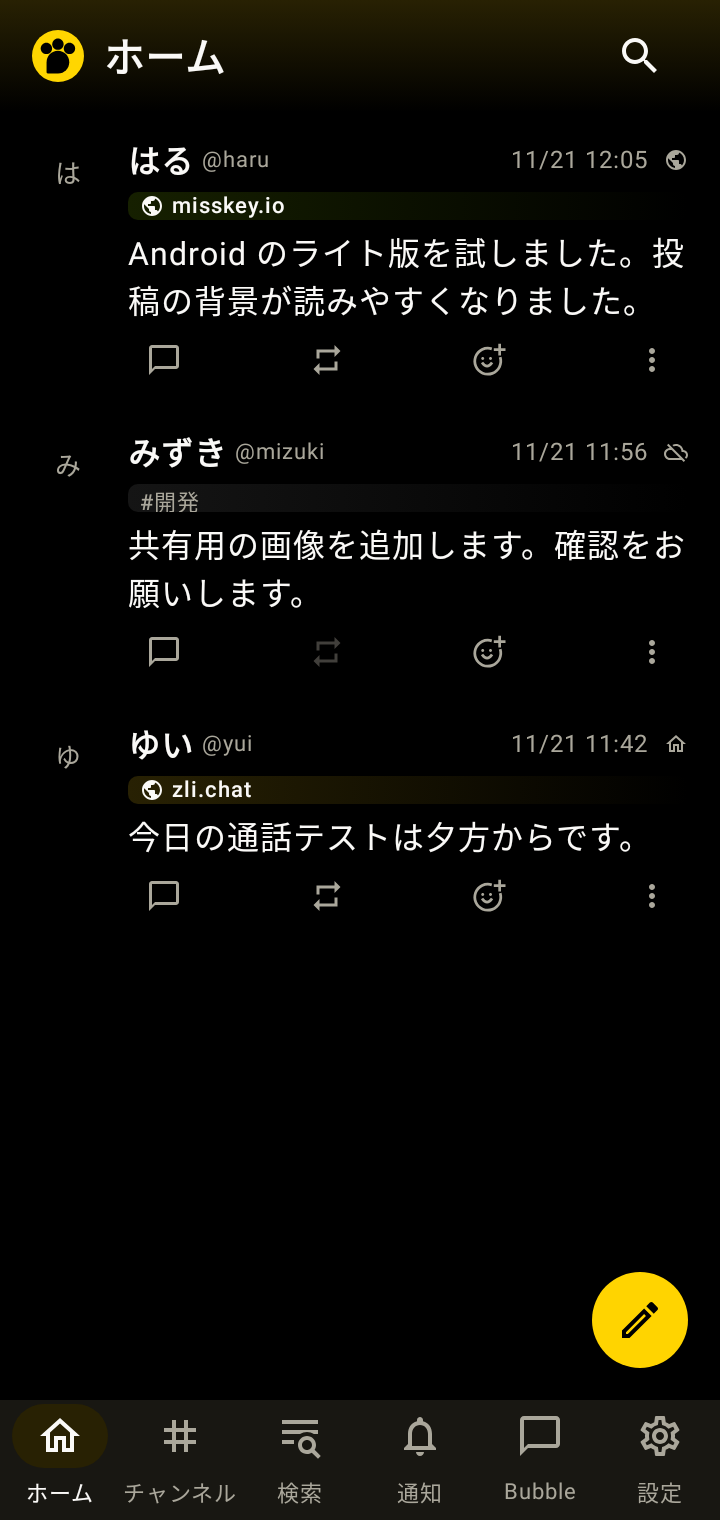 ホーム
は
はる @haru 11/21 12:05
misskey.io
Android のライト版を試しました。投
稿の背景が読みやすくなりました。
み
みずき @mizuki 11/21 11:56
#開発
共有用の画像を追加します。確認をお
願いします。
ゆ
ゆい @yui 11/21 11:42
zli.chat
今日の通話テストは夕方からです。
ホーム チャンネル 検索 通知 Bubble 設定